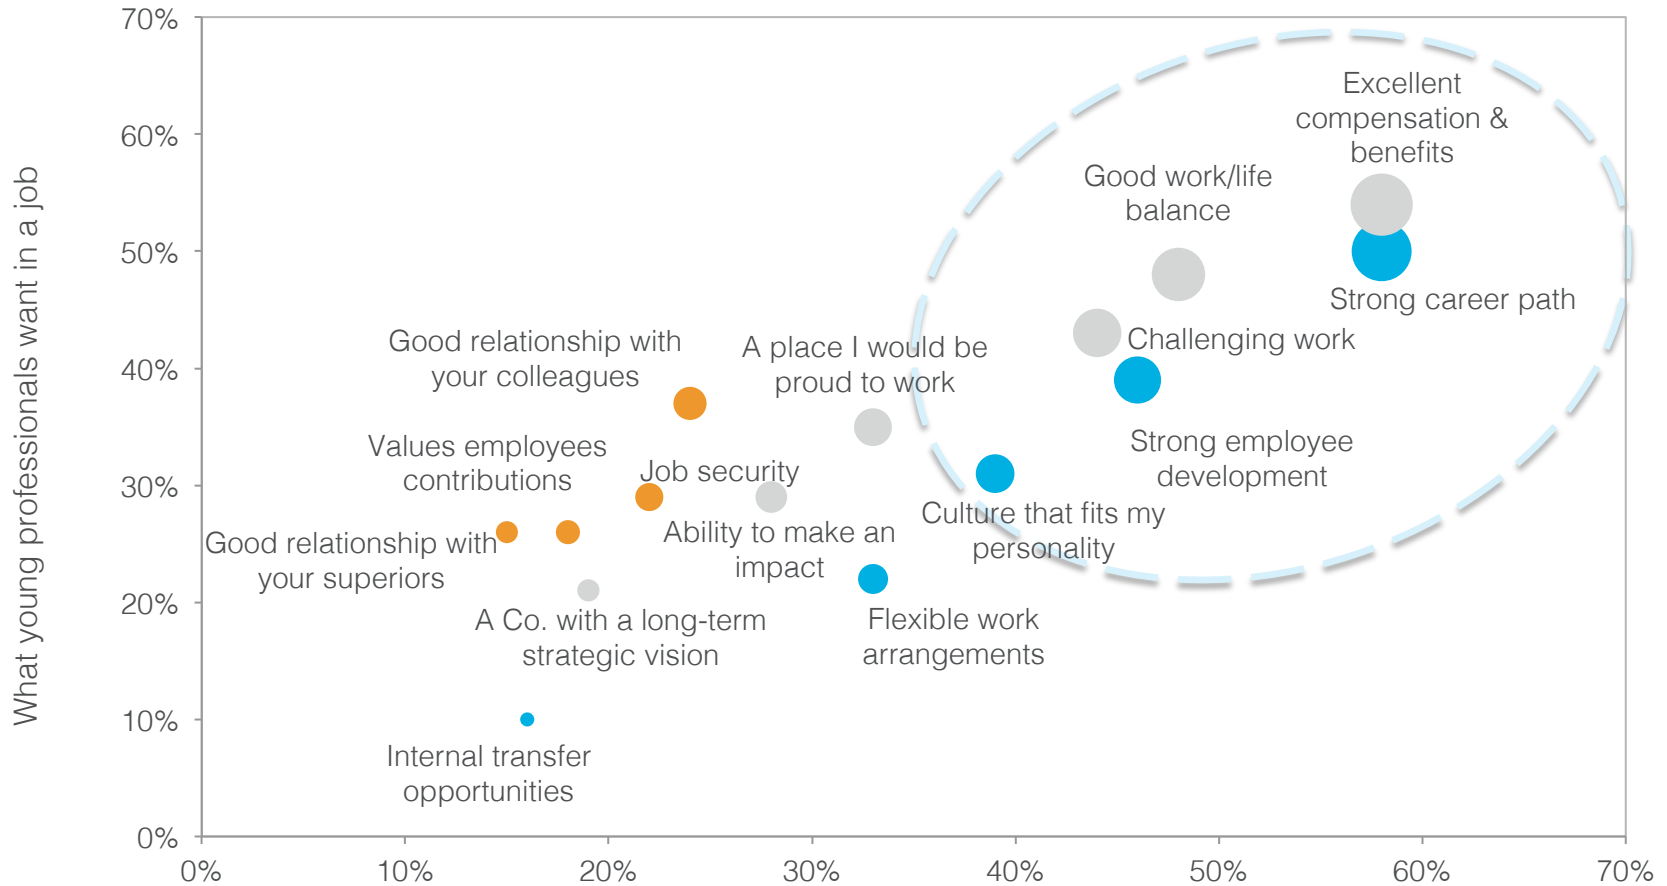 70%
60%
50%
40%
30%
20%
10%
0%
What young professionals want in a job
Excellent
compensation &
benefits
Good work/life
balance
Strong career path
Challenging work
Good relationship with
your colleagues
A place I would be
proud to work
Values employees
contributions
Job security
Strong employee
development
Culture that fits my
personality
Ability to make an
impact
Good relationship with
your superiors
A Co. with a long-term
strategic vision
Flexible work
arrangements
Internal transfer
opportunities
0%
10%
20%
30%
40%
50%
60%
70%